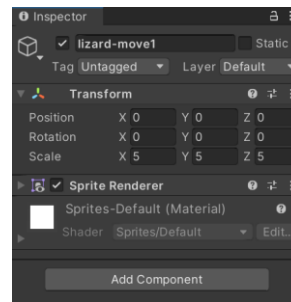 Inspector
lizard-move1 Static
Tag Untagged Layer Default
Transform
Position X 0 Y 0 Z 0
Rotation X 0 Y 0 Z 0
Scale X 5 Y 5 Z 5
Sprite Renderer
Sprites-Default (Material)
Shader Sprites/Default Edit...
Add Component